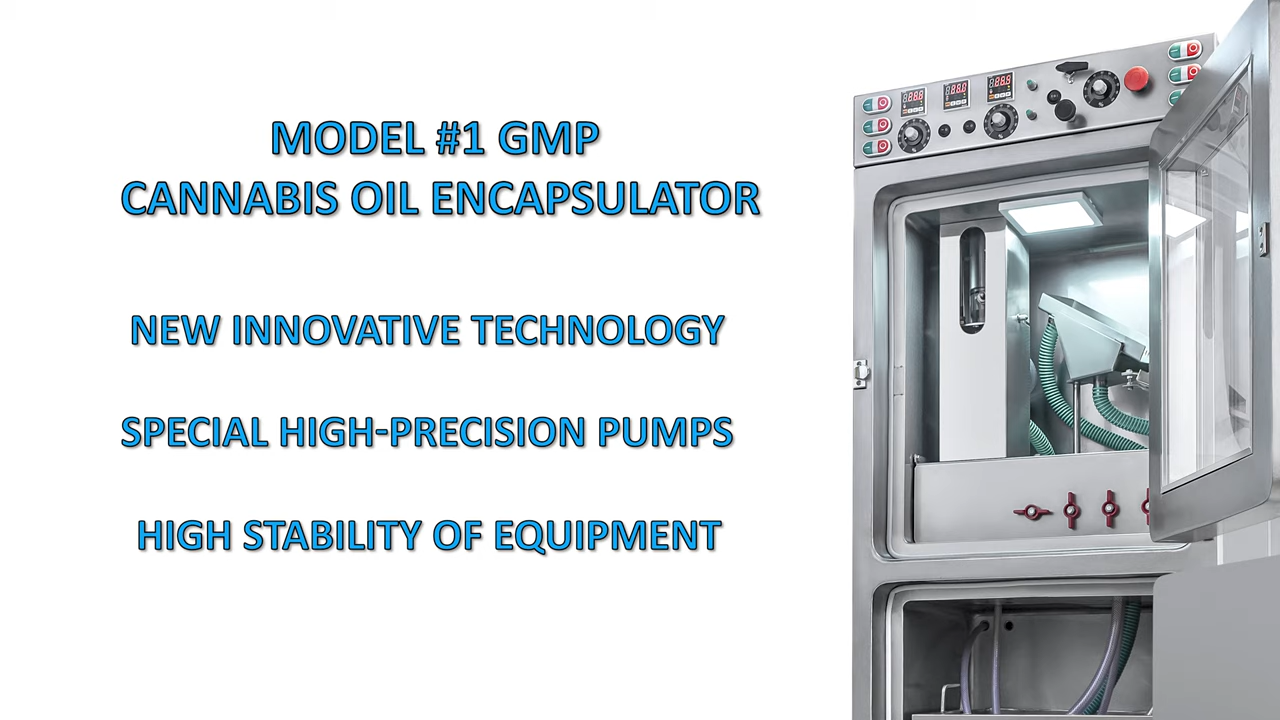 MODEL #1 GMP
CANNABIS OIL ENCAPSULATOR
NEW INNOVATIVE TECHNOLOGY
SPECIAL HIGH-PRECISION PUMPS
HIGH STABILITY OF EQUIPMENT